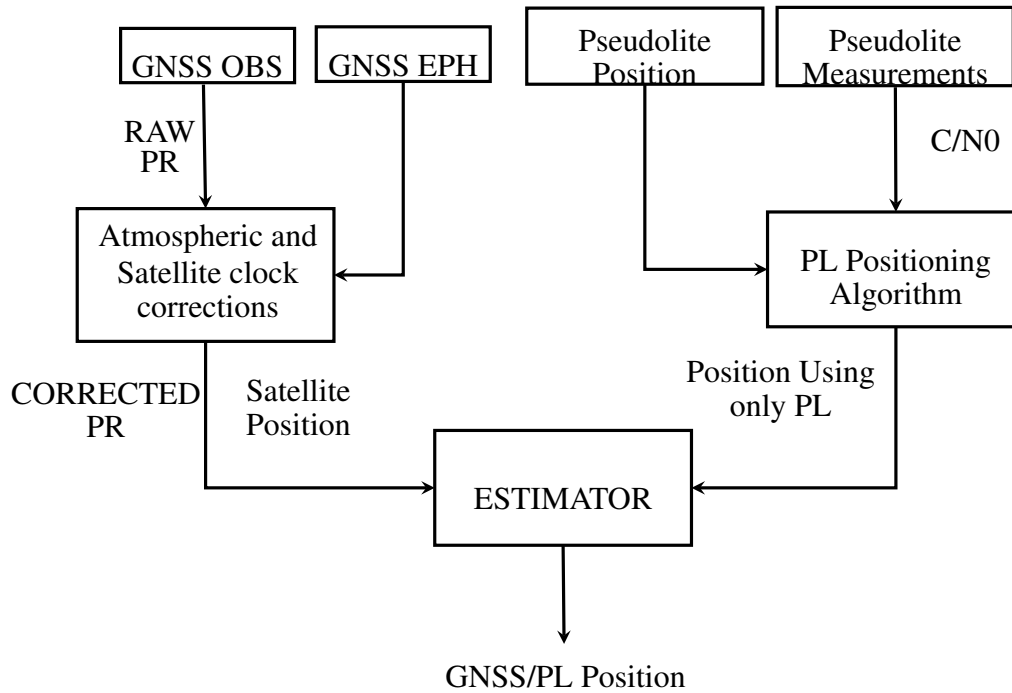 GNSS OBS
GNSS EPH
Pseudolite
Position
Pseudolite
Measurements
RAW
PR
C/N0
Atmospheric and
Satellite clock
corrections
PL Positioning
Algorithm
CORRECTED
PR
Satellite
Position
Position Using
only PL
ESTIMATOR
GNSS/PL Position